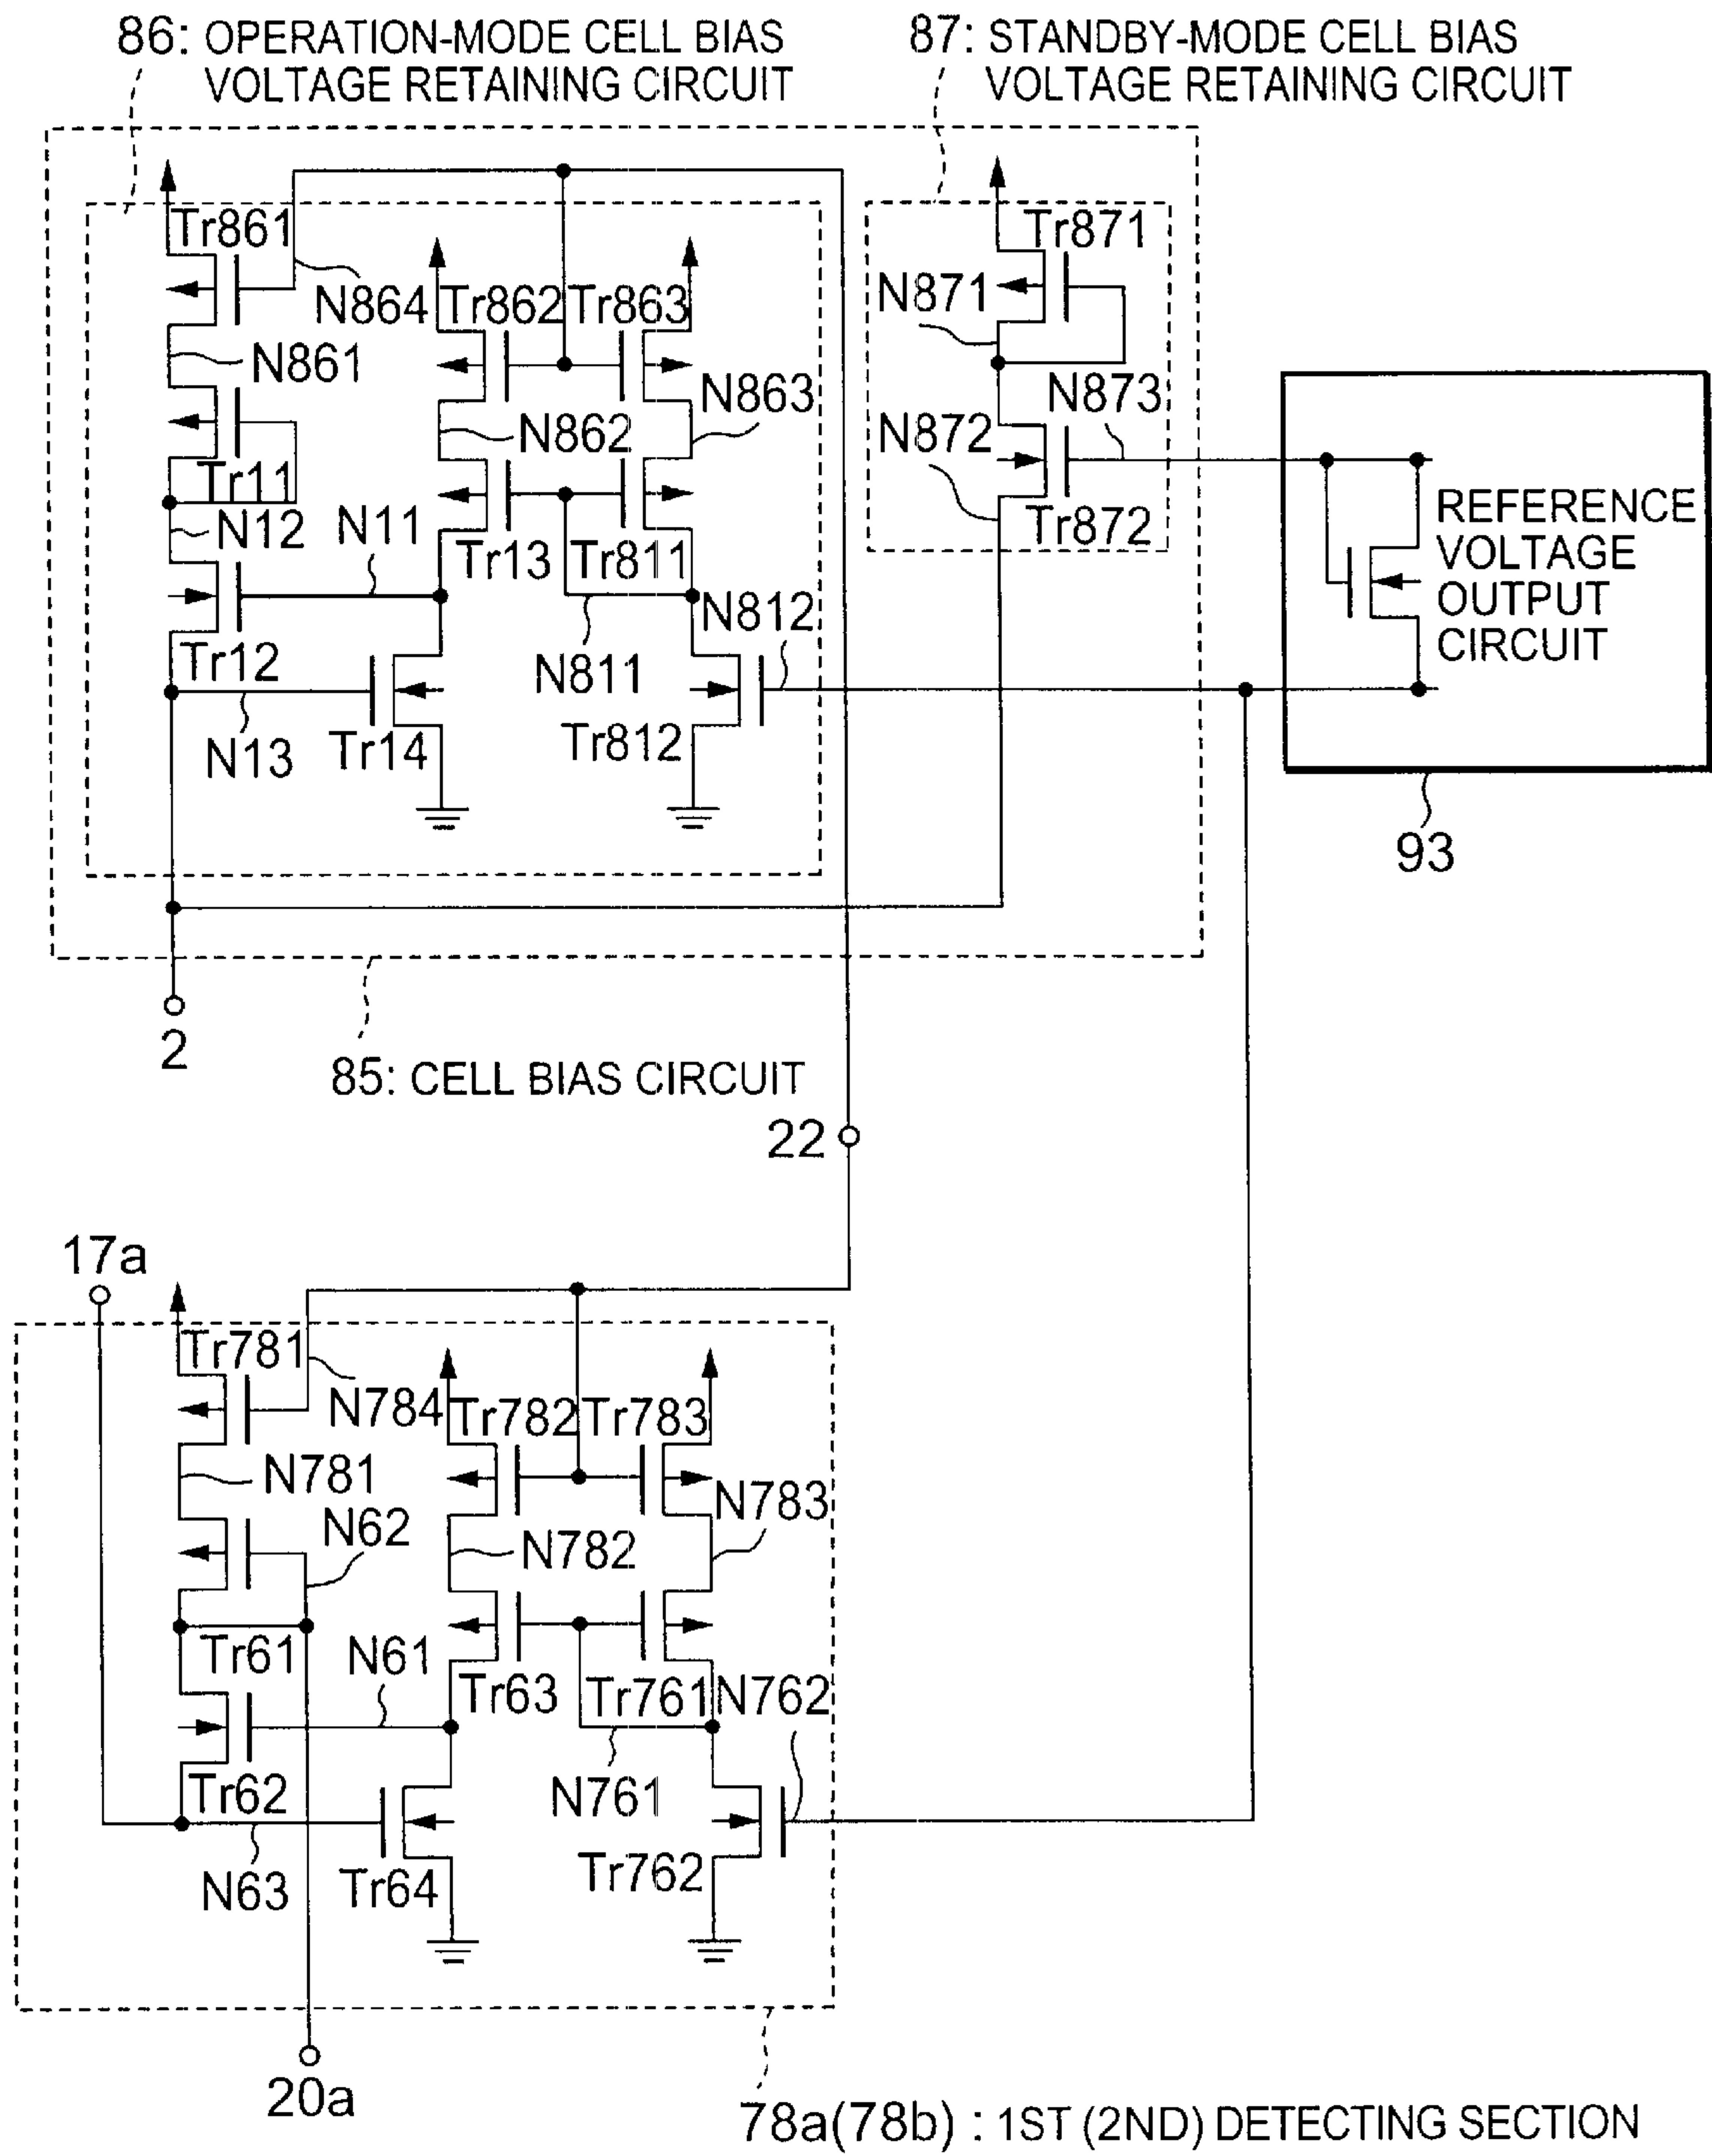 86: OPERATION-MODE CELL BIAS
VOLTAGE RETAINING CIRCUIT
87: STANDBY-MODE CELL BIAS
VOLTAGE RETAINING CIRCUIT
Tr861
N864
Tr862
Tr863
N861
N862
N863
Tr11
N12
N11
Tr13
Tr811
Tr12
N13
Tr14
N811
N812
Tr812
Tr871
N871
N873
N872
Tr872
REFERENCE
VOLTAGE
OUTPUT
CIRCUIT
93
2
85: CELL BIAS CIRCUIT
22
17a
Tr781
N784
Tr782
Tr783
N781
N62
N782
N783
Tr61
N61
Tr63
Tr761
N762
Tr62
N761
N63
Tr64
Tr762
20a
78a(78b) : 1ST (2ND) DETECTING SECTION